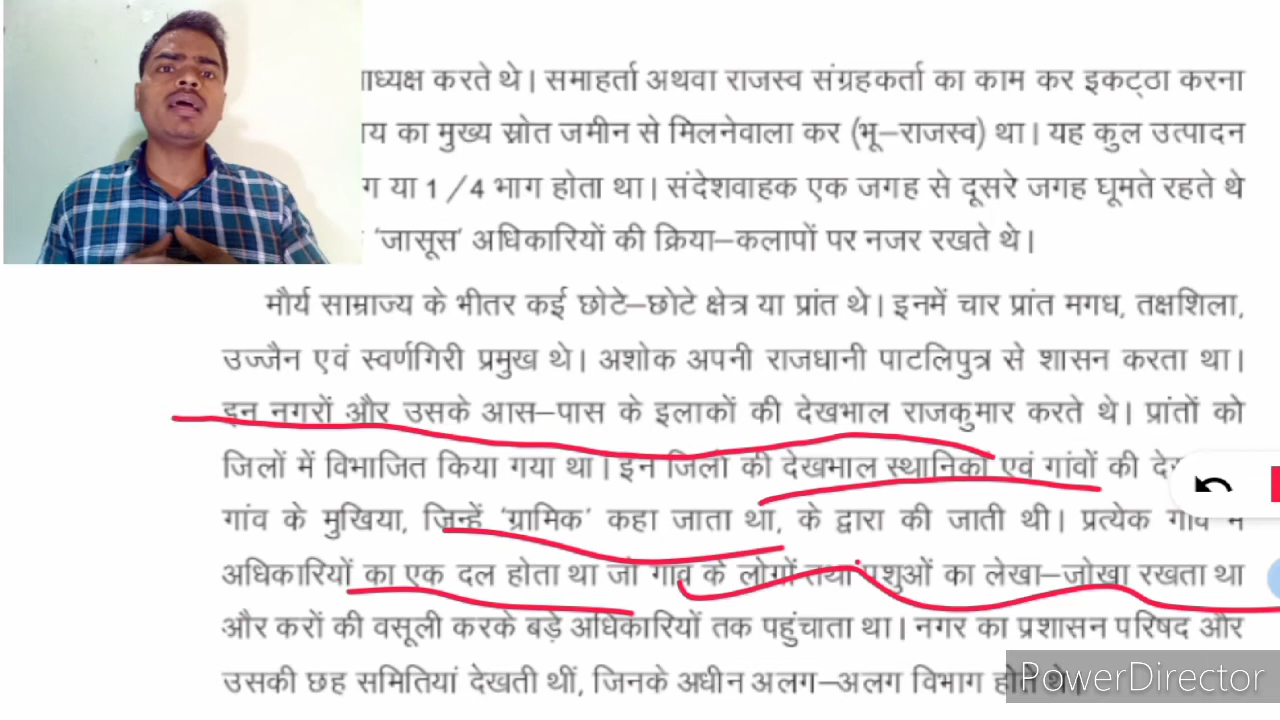 ाध्यक्ष करते थे। समाहर्ता अथवा राजस्व संग्रहकर्ता का काम कर इकट्ठा करना
का मुख्य स्रोत जमीन से मिलनेवाला कर (भू–राजस्व) था। यह कुल उत्पादन
या 1/4 भाग होता था। संदेशवाहक एक जगह से दूसरे जगह घूमते रहते थे
'जासूस' अधिकारियों की क्रिया–कलापों पर नजर रखते थे।
मौर्य साम्राज्य के भीतर कई छोटे–छोटे क्षेत्र या प्रांत थे। इनमें चार प्रांत मगध, तक्षशिला,
उज्जैन एवं स्वर्णगिरी प्रमुख थे। अशोक अपनी राजधानी पाटलिपुत्र से शासन करता था।
इन नगरों और उसके आस–पास के इलाकों की देखभाल राजकुमार करते थे। प्रांतों को
जिलों में विभाजित किया गया था। इन जिलों की देखभाल स्थानिकों एवं गांवों की
गांव के मुखिया, जिन्हें 'ग्रामिक' कहा जाता था, के द्वारा की जाती थी। प्रत्येक गांव में
अधिकारियों का एक दल होता था जो गांव के लोगों तथा पशुओं का लेखा–जोखा रखता था
और करों की वसूली करके बड़े अधिकारियों तक पहुंचाता था। नगर का प्रशासन परिषद और
उसकी छह समितियां देखती थीं, जिनके अधीन अलग–अलग विभाग होते थे।
PowerDirector